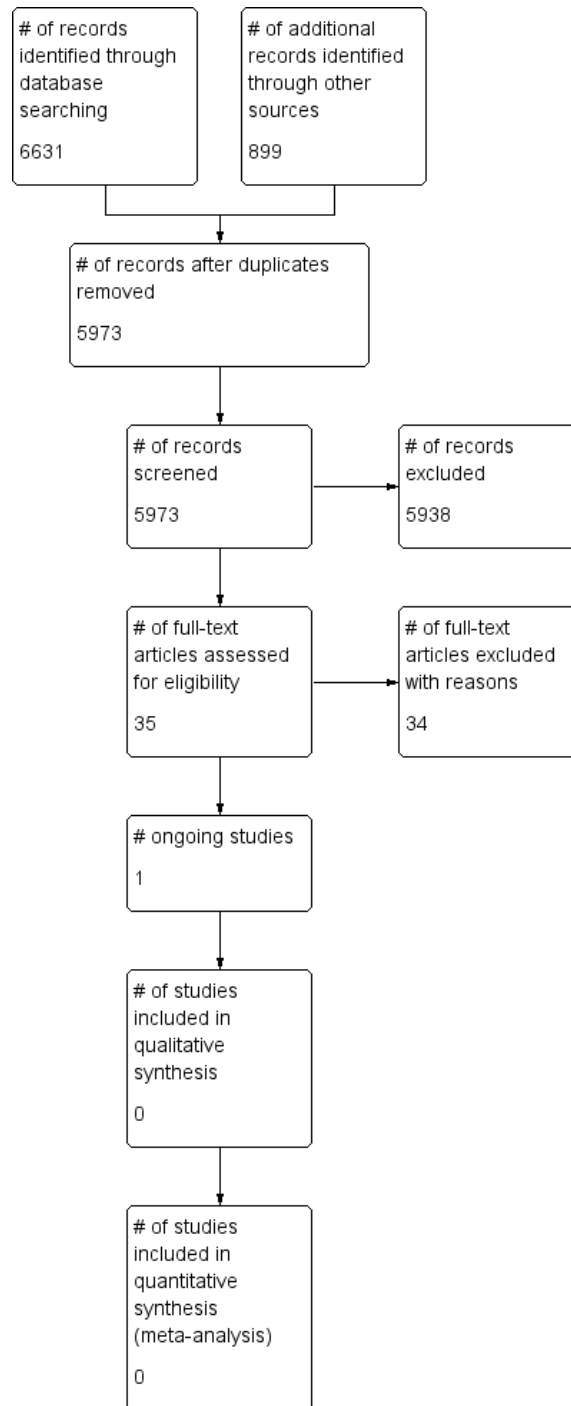 # of records
identified through
database
searching
6631
# of additional
records identified
through other
sources
899
# of records after duplicates
removed
5973
# of records
screened
5973
# of records
excluded
5938
# of full-text
articles assessed
for eligibility
35
# of full-text
articles excluded
with reasons
34
# ongoing studies
1
# of studies
included in
qualitative
synthesis
0
# of studies
included in
quantitative
synthesis
(meta-analysis)
0